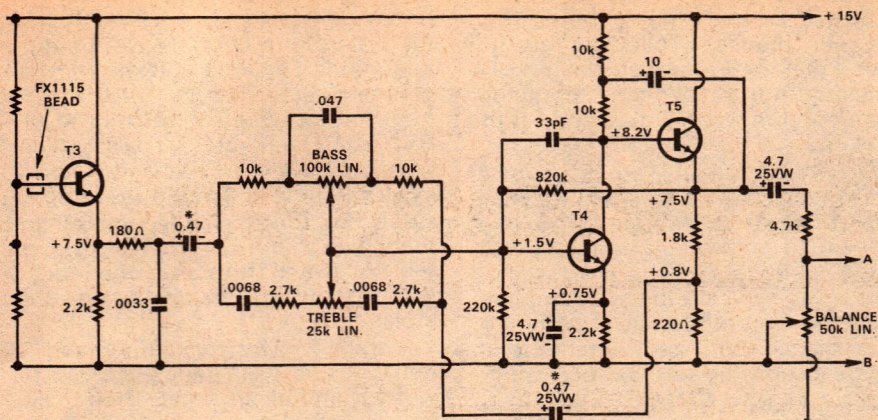 + 15V
FX1115
BEAD
T3
+7.5V
180Ω
2.2k
.0033
*
0.47
+ -
10k
.047
BASS
100k LIN.
10k
.0068
2.7k
TREBLE
25k LIN.
.0068
2.7k
33pF
820k
+1.5V
220k
T4
+0.75V
4.7
25VW
+
-
2.2k
10k
10k
+8.2V
10
+ -
T5
+7.5V
1.8k
+0.8V
220Ω
4.7
25VW
+ -
4.7k
A
BALANCE
50k LIN.
B
*
0.47
25VW
+ -